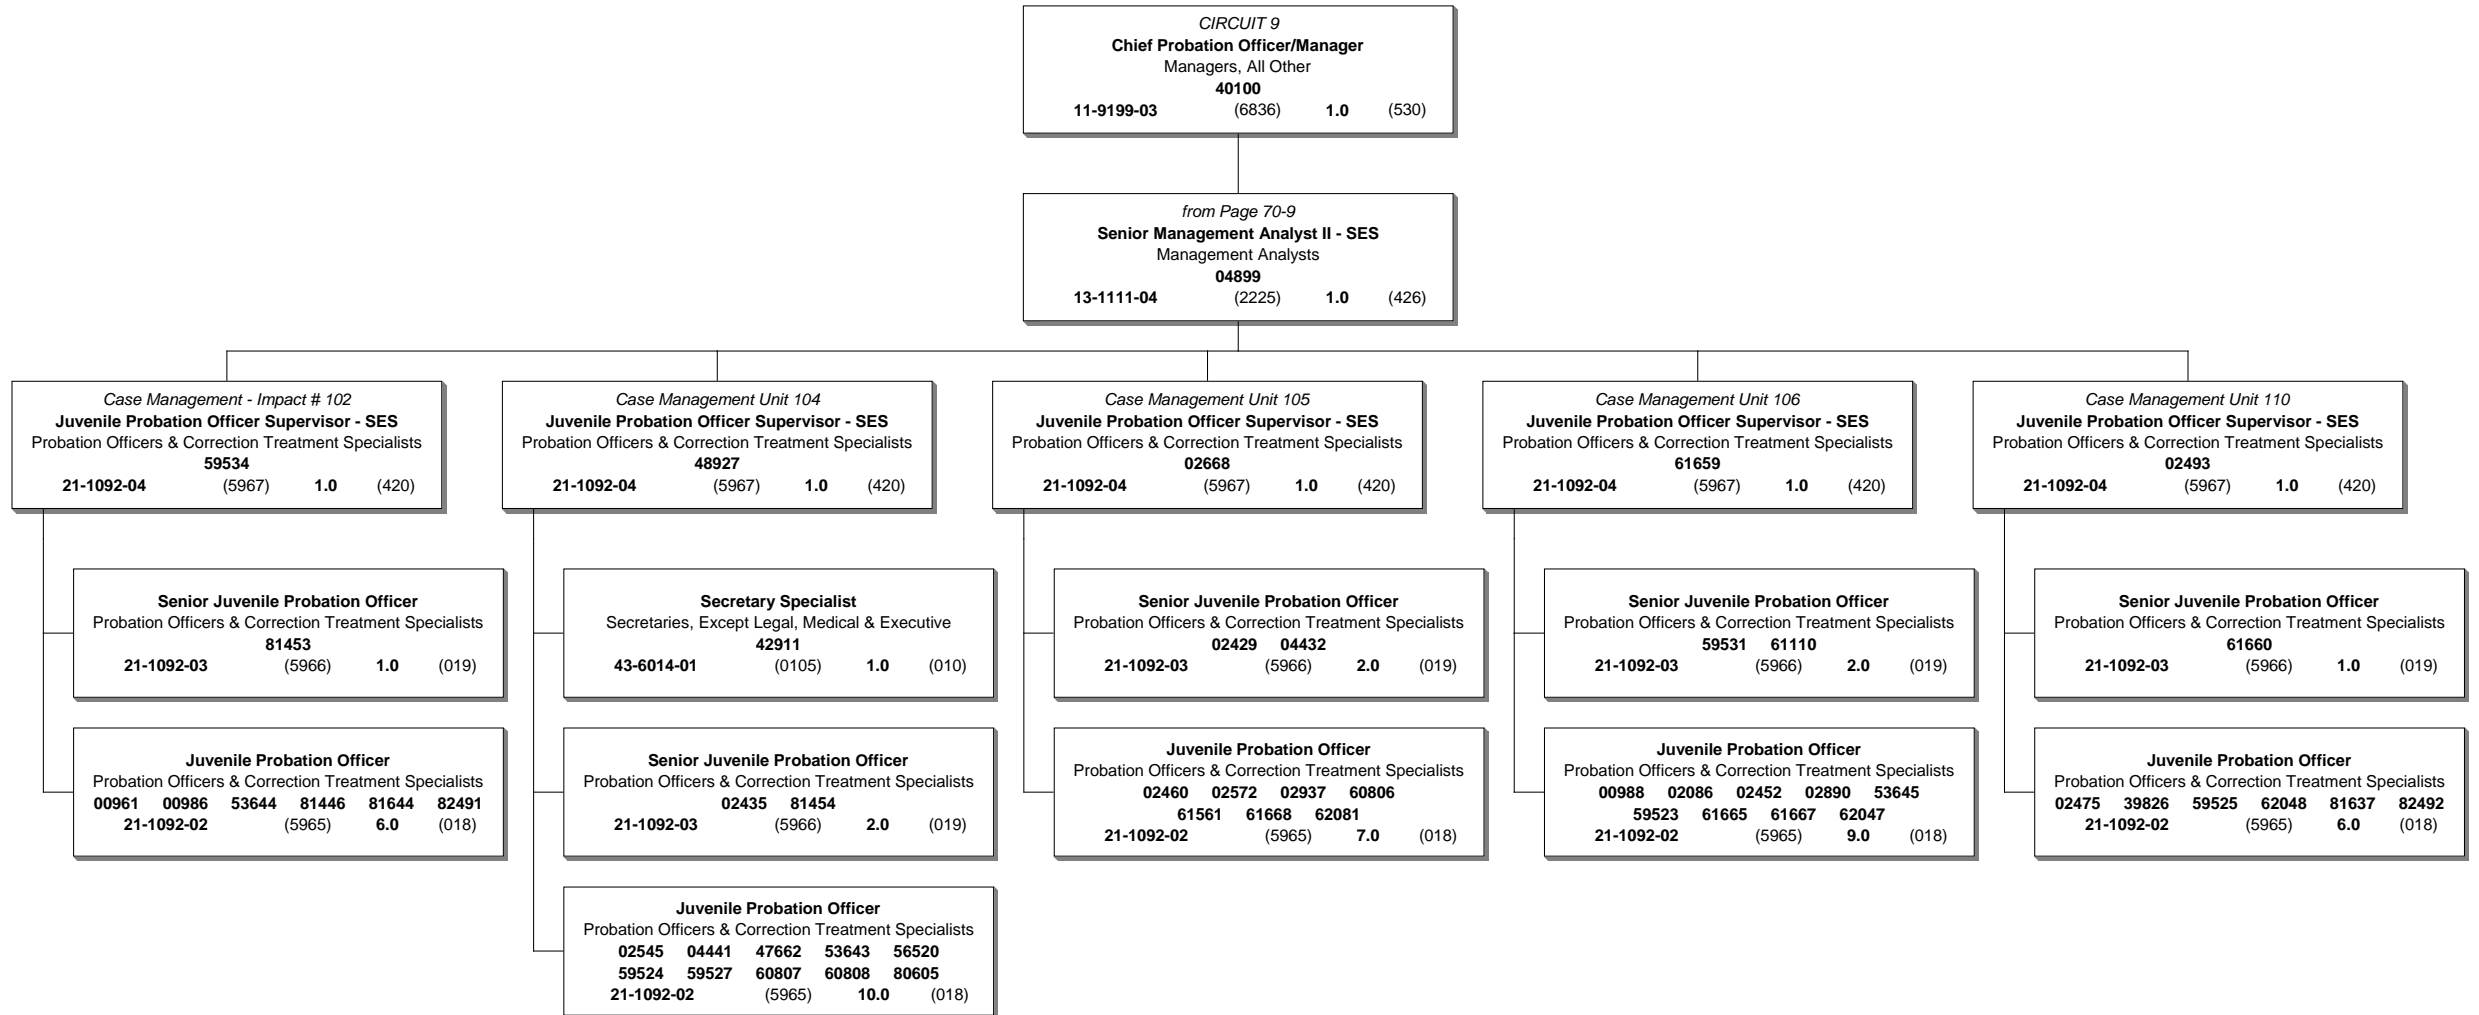 CIRCUIT 9
Chief Probation Officer/Manager
Managers, All Other
40100
11-9199-03 (6836) 1.0 (530)
from Page 70-9
Senior Management Analyst II - SES
Management Analysts
04899
13-1111-04 (2225) 1.0 (426)
Case Management - Impact # 102
Juvenile Probation Officer Supervisor - SES
Probation Officers & Correction Treatment Specialists
59534
21-1092-04 (5967) 1.0 (420)
Senior Juvenile Probation Officer
Probation Officers & Correction Treatment Specialists
81453
21-1092-03 (5966) 1.0 (019)
Juvenile Probation Officer
Probation Officers & Correction Treatment Specialists
00961 00986 53644 81446 81644 82491
21-1092-02 (5965) 6.0 (018)
Case Management Unit 104
Juvenile Probation Officer Supervisor - SES
Probation Officers & Correction Treatment Specialists
48927
21-1092-04 (5967) 1.0 (420)
Secretary Specialist
Secretaries, Except Legal, Medical & Executive
42911
43-6014-01 (0105) 1.0 (010)
Senior Juvenile Probation Officer
Probation Officers & Correction Treatment Specialists
02435 81454
21-1092-03 (5966) 2.0 (019)
Juvenile Probation Officer
Probation Officers & Correction Treatment Specialists
02545 04441 47662 53643 56520
59524 59527 60807 60808 80605
21-1092-02 (5965) 10.0 (018)
Case Management Unit 105
Juvenile Probation Officer Supervisor - SES
Probation Officers & Correction Treatment Specialists
02668
21-1092-04 (5967) 1.0 (420)
Senior Juvenile Probation Officer
Probation Officers & Correction Treatment Specialists
02429 04432
21-1092-03 (5966) 2.0 (019)
Juvenile Probation Officer
Probation Officers & Correction Treatment Specialists
02460 02572 02937 60806
61561 61668 62081
21-1092-02 (5965) 7.0 (018)
Case Management Unit 106
Juvenile Probation Officer Supervisor - SES
Probation Officers & Correction Treatment Specialists
61659
21-1092-04 (5967) 1.0 (420)
Senior Juvenile Probation Officer
Probation Officers & Correction Treatment Specialists
59531 61110
21-1092-03 (5966) 2.0 (019)
Juvenile Probation Officer
Probation Officers & Correction Treatment Specialists
00988 02086 02452 02890 53645
59523 61665 61667 62047
21-1092-02 (5965) 9.0 (018)
Case Management Unit 110
Juvenile Probation Officer Supervisor - SES
Probation Officers & Correction Treatment Specialists
02493
21-1092-04 (5967) 1.0 (420)
Senior Juvenile Probation Officer
Probation Officers & Correction Treatment Specialists
61660
21-1092-03 (5966) 1.0 (019)
Juvenile Probation Officer
Probation Officers & Correction Treatment Specialists
02475 39826 59525 62048 81637 82492
21-1092-02 (5965) 6.0 (018)